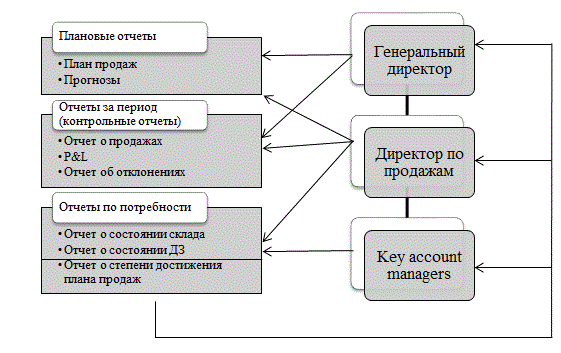 Плановые отчеты
• План продаж
• Прогнозы
Отчеты за период
(контрольные отчеты)
• Отчет о продажах
• P&L
• Отчет об отклонениях
Отчеты по потребности
• Отчет о состоянии склада
• Отчет о состоянии ДЗ
• Отчет о степени достижения
плана продаж
Генеральный
директор
Директор по
продажам
Key account
managers